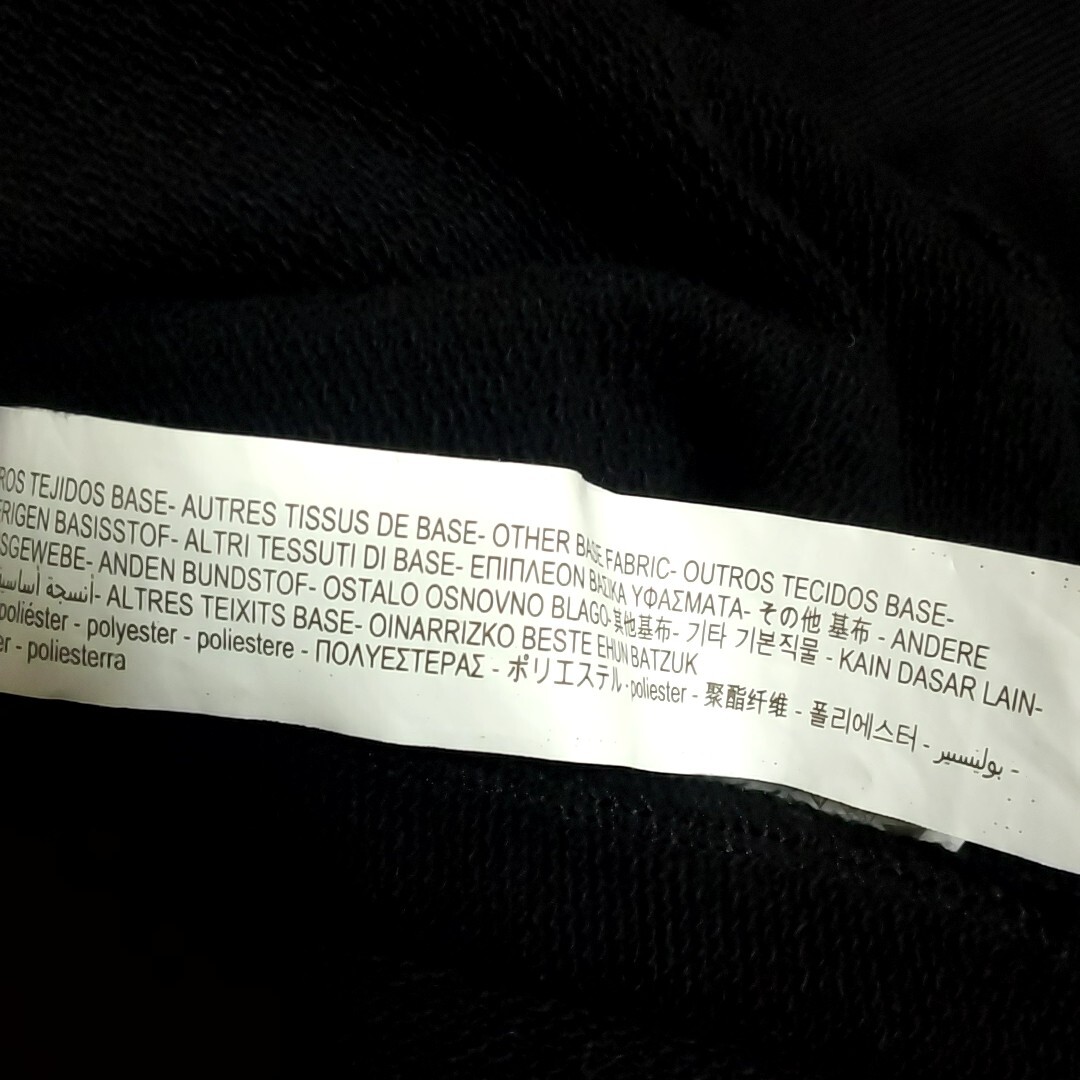 ROS TEJIDOS BASE- AUTRES TISSUS DE BASE- OTHER BASE FABRIC- OUTROS TECIDOS BASE-
RIGEN BASISSTOF- ALTRI TESSUTI DI BASE- ΕΠΙΠΛΕΟΝ ΒΑΣΙΚΑ ΥΦΑΣΜΑΤΑ- その他 基布 - ANDERE
SGEWEBE- ANDEN BUNDSTOF- OSTALO OSNOVNO BLAGO-其他基布- 기타 기본직물 - KAIN DASAR LAIN-
أنسجة أساسية- ALTRES TEIXITS BASE- OINARRIZKO BESTE EHUN BATZUK
poliéster - polyester - poliestere - ΠΟΛΥΕΣΤΕΡΑΣ - ポリエステル -poliester - 聚酯纤维 - 폴리에스터 - بوليستير -
er - poliesterra